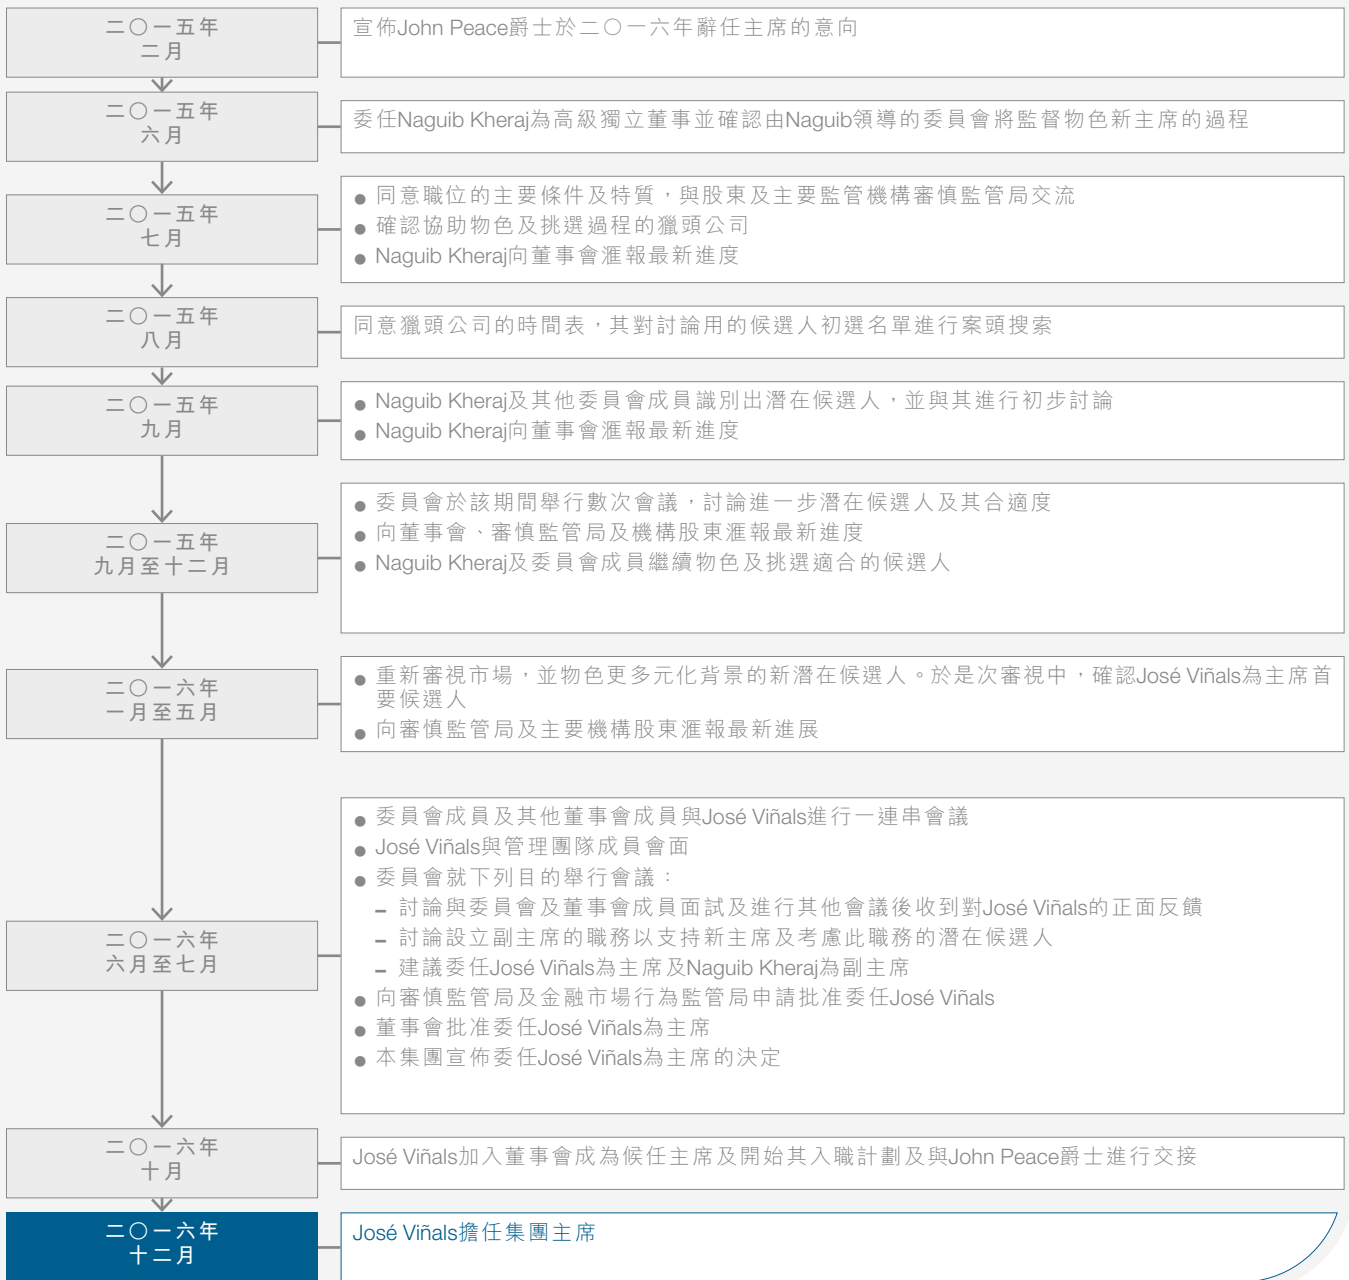 二〇一五年
二月
宣佈John Peace爵士於二〇一六年辭任主席的意向
二〇一五年
六月
委任Naguib Kheraj為高級獨立董事並確認由Naguib領導的委員會將監督物色新主席的過程
二〇一五年
七月
● 同意職位的主要條件及特質，與股東及主要監管機構審慎監管局交流
● 確認協助物色及挑選過程的獵頭公司
● Naguib Kheraj向董事會滙報最新進度
二〇一五年
八月
同意獵頭公司的時間表，其對討論用的候選人初選名單進行案頭搜索
二〇一五年
九月
● Naguib Kheraj及其他委員會成員識別出潛在候選人，並與其進行初步討論
● Naguib Kheraj向董事會滙報最新進度
二〇一五年
九月至十二月
● 委員會於該期間舉行數次會議，討論進一步潛在候選人及其合適度
● 向董事會、審慎監管局及機構股東滙報最新進度
● Naguib Kheraj及委員會成員繼續物色及挑選適合的候選人
二〇一六年
一月至五月
● 重新審視市場，並物色更多元化背景的新潛在候選人。於是次審視中，確認José Viñals為主席首
要候選人
● 向審慎監管局及主要機構股東滙報最新進展
二〇一六年
六月至七月
● 委員會成員及其他董事會成員與José Viñals進行一連串會議
● José Viñals與管理團隊成員會面
● 委員會就下列目的舉行會議：
– 討論與委員會及董事會成員面試及進行其他會議後收到對José Viñals的正面反饋
– 討論設立副主席的職務以支持新主席及考慮此職務的潛在候選人
– 建議委任José Viñals為主席及Naguib Kheraj為副主席
● 向審慎監管局及金融市場行為監管局申請批准委任José Viñals
● 董事會批准委任José Viñals為主席
● 本集團宣佈委任José Viñals為主席的決定
二〇一六年
十月
José Viñals加入董事會成為候任主席及開始其入職計劃及與John Peace爵士進行交接
二〇一六年
十二月
José Viñals擔任集團主席